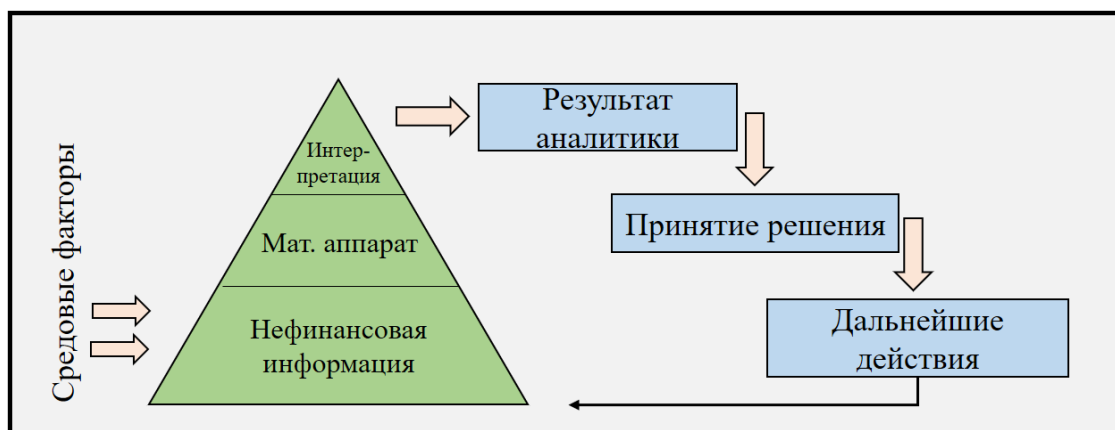 Средовые факторы
Интер-
претация
Мат. аппарат
Нефинансовая
информация
Результат
аналитики
Принятие решения
Дальнейшие
действия